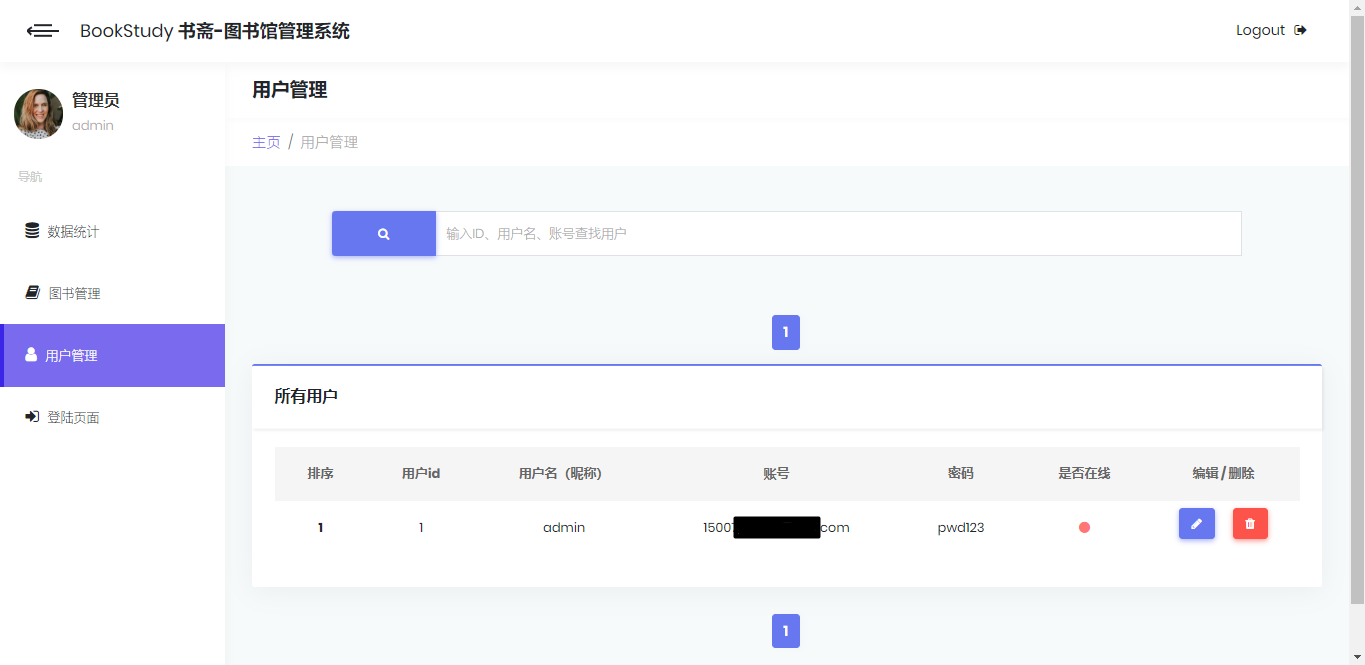 BookStudy 书斋-图书馆管理系统
Logout
管理员
admin
导航
数据统计
图书管理
用户管理
登陆页面
用户管理
主页 / 用户管理
输入ID、用户名、账号查找用户
1
所有用户
排序 用户id 用户名（昵称） 账号 密码 是否在线 编辑/删除
1 1 admin 1500 com pwd123
1